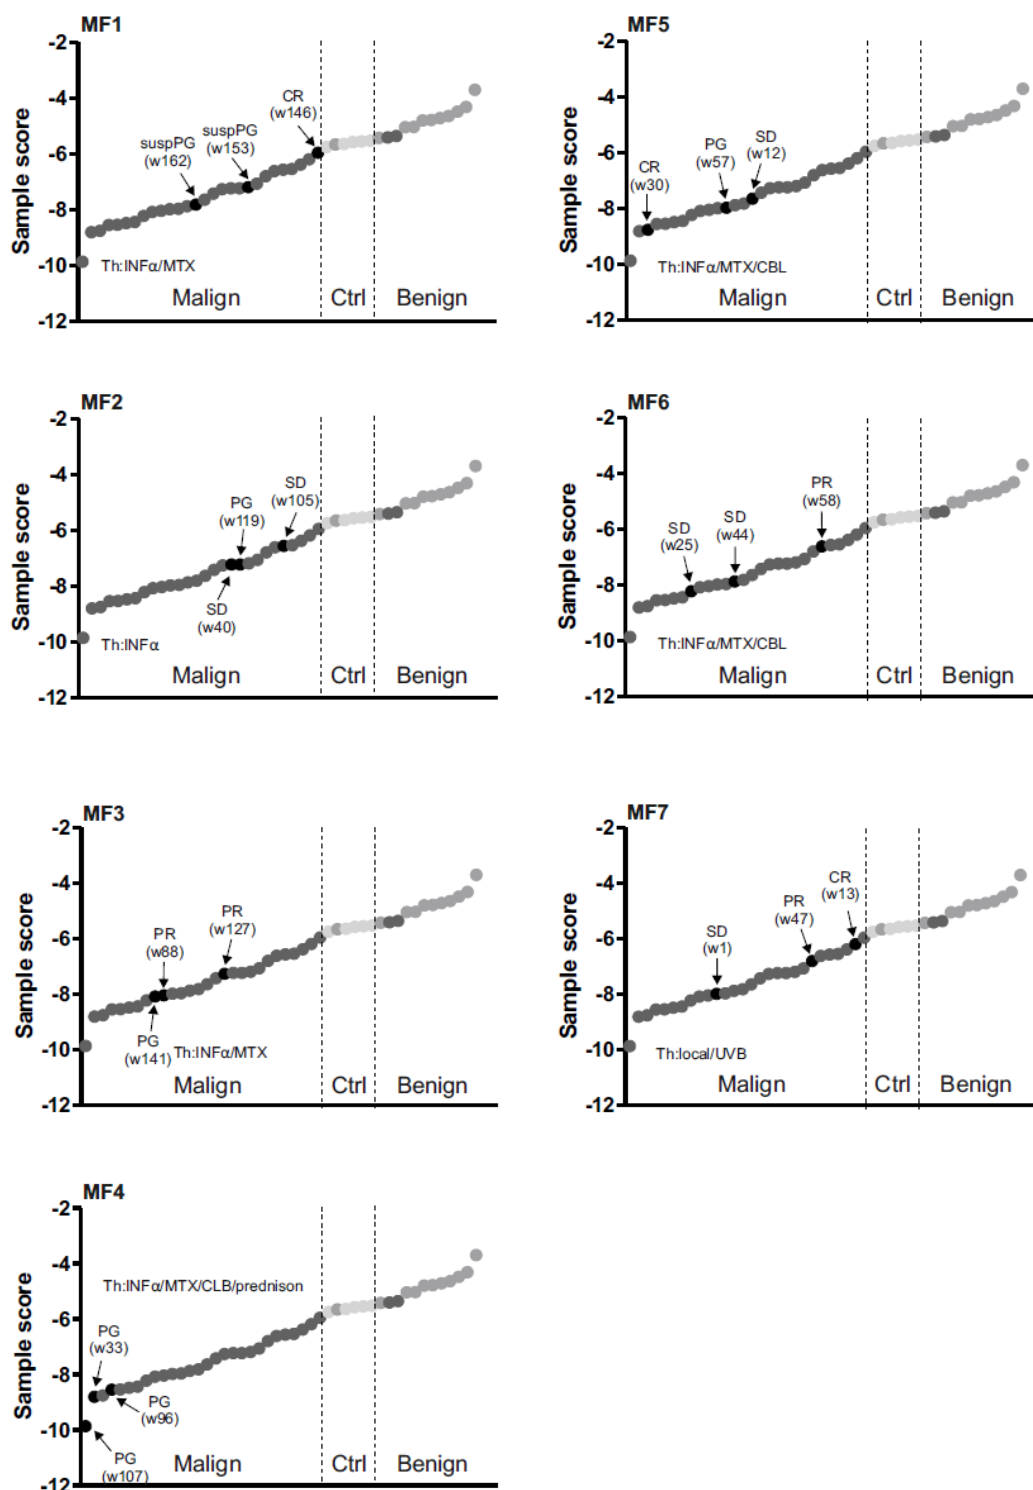 MF1
-2
-4
-6
-8
-10
-12
Sample score
CR
(w146)
suspPG
(w153)
suspPG
(w162)
Th:INFα/MTX
Malign
Ctrl
Benign
MF5
-2
-4
-6
-8
-10
-12
Sample score
CR
(w30)
PG
(w57)
SD
(w12)
Th:INFα/MTX/CBL
Malign
Ctrl
Benign
MF2
-2
-4
-6
-8
-10
-12
Sample score
SD
(w105)
PG
(w119)
SD
(w40)
Th:INFα
Malign
Ctrl
Benign
MF6
-2
-4
-6
-8
-10
-12
Sample score
PR
(w58)
SD
(w44)
SD
(w25)
Th:INFα/MTX/CBL
Malign
Ctrl
Benign
MF3
-2
-4
-6
-8
-10
-12
Sample score
PR
(w127)
PR
(w88)
PG
(w141)
Th:INFα/MTX
Malign
Ctrl
Benign
MF7
-2
-4
-6
-8
-10
-12
Sample score
CR
(w13)
PR
(w47)
SD
(w1)
Th:local/UVB
Malign
Ctrl
Benign
MF4
-2
-4
-6
-8
-10
-12
Sample score
Th:INFα/MTX/CLB/prednison
PG
(w33)
PG
(w96)
PG
(w107)
Malign
Ctrl
Benign